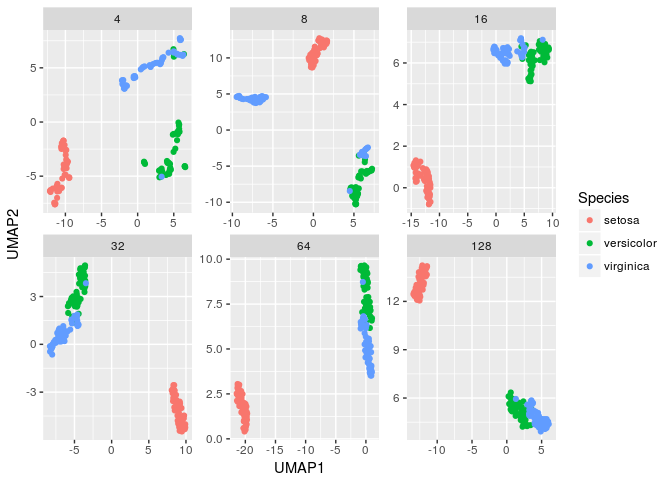 4 8 16
5
0
-5
-10 -5 0 5
10
5
0
-5
-10
-10 -5 0 5
6
4
2
0
-15 -10 -5 0 5 10
UMAP2
32 64 128
3
0
-3
-5 0 5 10
10.0
7.5
5.0
2.5
0.0
-20 -15 -10 -5 0
12
9
6
-10 -5 0 5
UMAP1
Species
setosa
versicolor
virginica